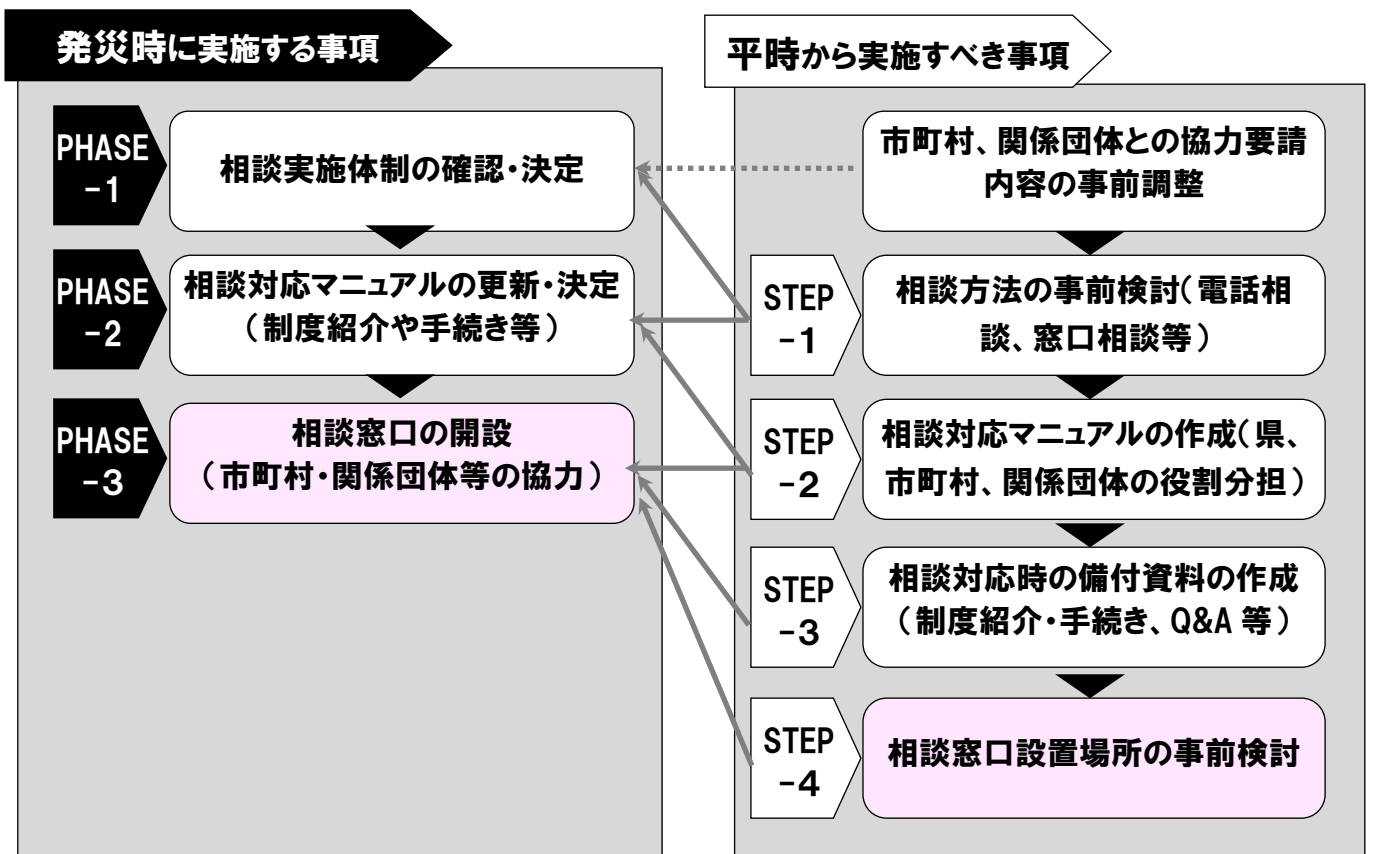 発災時に実施する事項
PHASE
-1
相談実施体制の確認・決定
PHASE
-2
相談対応マニュアルの更新・決定
(制度紹介や手続き等)
PHASE
-3
相談窓口の開設
(市町村・関係団体等の協力)
平時から実施すべき事項
市町村、関係団体との協力要請
内容の事前調整
STEP
-1
相談方法の事前検討(電話相
談、窓口相談等)
STEP
-2
相談対応マニュアルの作成(県、
市町村、関係団体の役割分担)
STEP
-3
相談対応時の備付資料の作成
(制度紹介・手続き、Q&A 等)
STEP
-4
相談窓口設置場所の事前検討